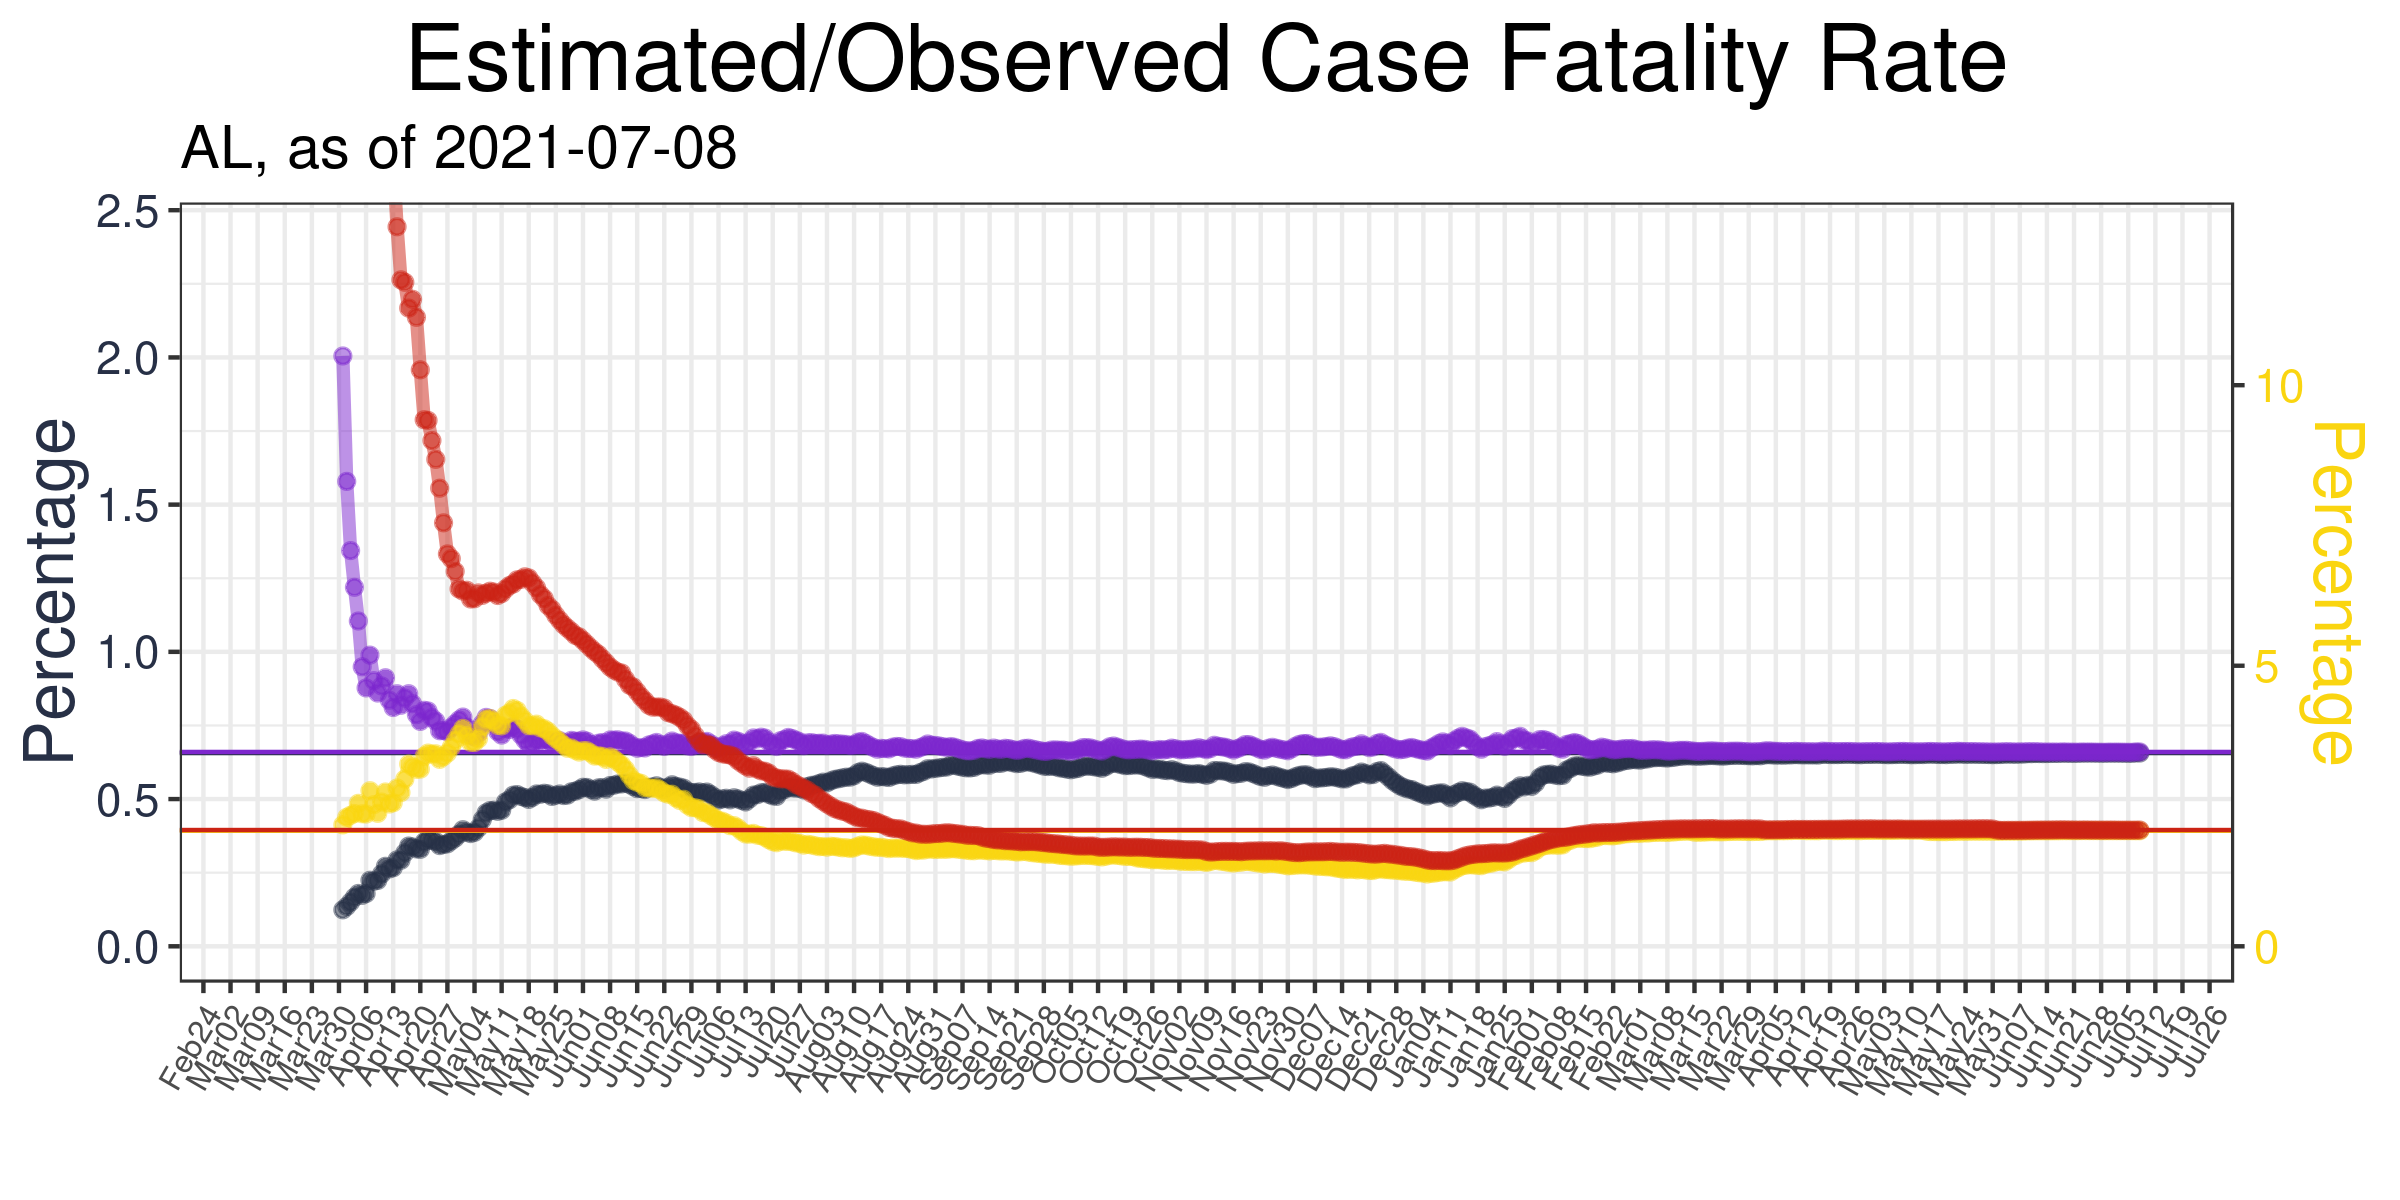 Estimated/Observed Case Fatality Rate
AL, as of 2021-07-08
Percentage
2.5
2.0
1.5
1.0
0.5
0.0
10
5
0
Percentage
Feb24 Mar02 Mar09 Mar16 Mar23 Mar30 Apr06 Apr13 Apr20 Apr27 May04 May11 May18 May25 Jun01 Jun08 Jun15 Jun22 Jun29 Jul06 Jul13 Jul20 Jul27 Aug03 Aug10 Aug17 Aug24 Aug31 Sep07 Sep14 Sep21 Sep28 Oct05 Oct12 Oct19 Oct26 Nov02 Nov09 Nov16 Nov23 Nov30 Dec07 Dec14 Dec21 Dec28 Jan04 Jan11 Jan18 Jan25 Feb01 Feb08 Feb15 Feb22 Mar01 Mar08 Mar15 Mar22 Mar29 Apr05 Apr12 Apr19 Apr26 May03 May10 May17 May24 May31 Jun07 Jun14 Jun21 Jun28 Jul05 Jul12 Jul19 Jul26